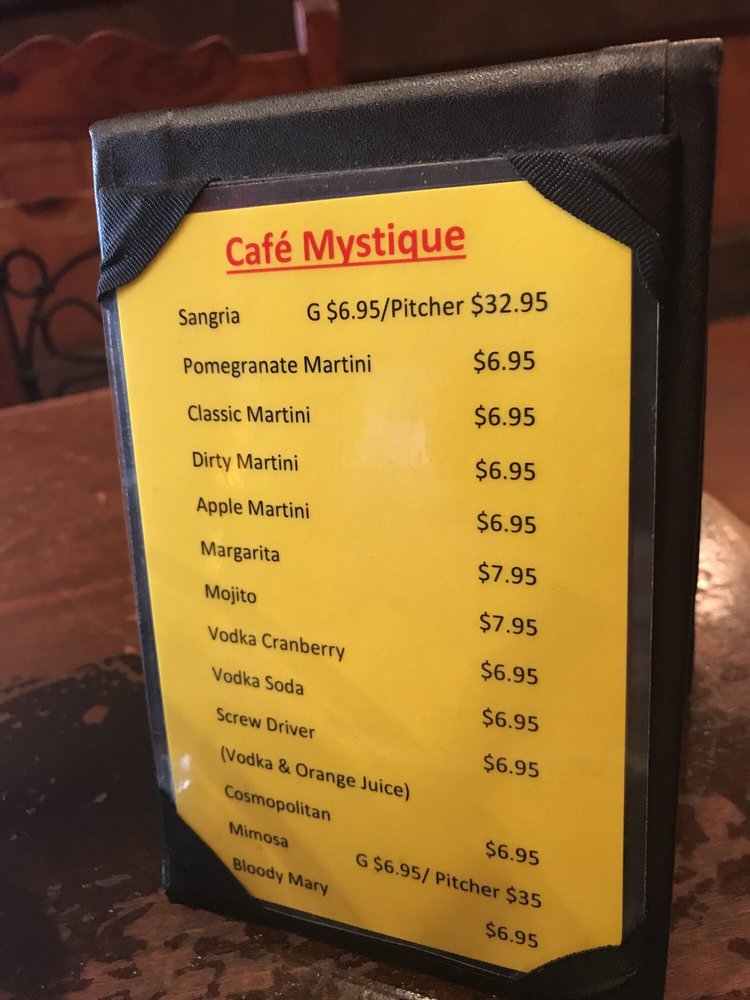 Café Mystique
Sangria G $6.95/Pitcher $32.95
Pomegranate Martini $6.95
Classic Martini $6.95
Dirty Martini $6.95
Apple Martini $6.95
Margarita $7.95
Mojito $7.95
Vodka Cranberry $6.95
Vodka Soda $6.95
Screw Driver $6.95
(Vodka & Orange Juice)
Cosmopolitan $6.95
Mimosa G $6.95/ Pitcher $35
Bloody Mary $6.95